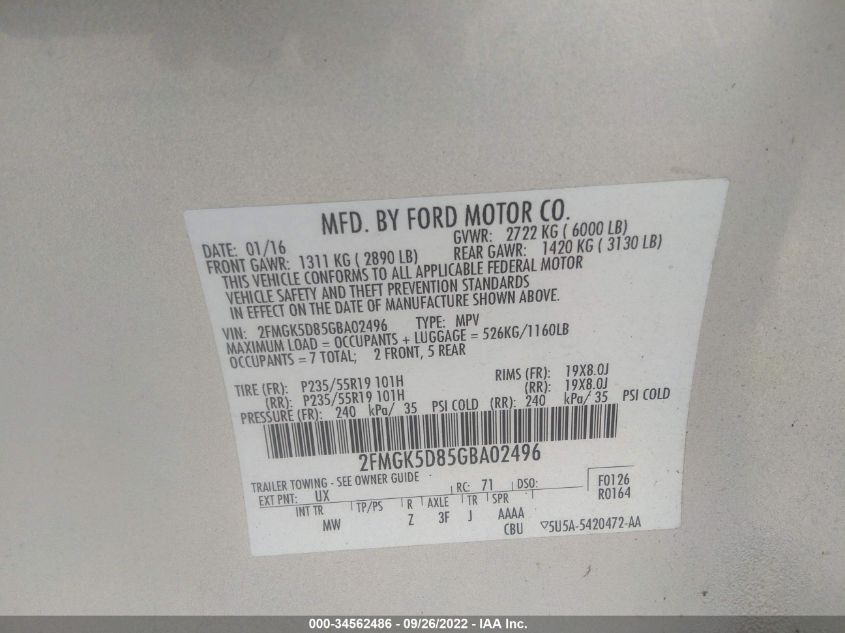 MFD. BY FORD MOTOR CO.
DATE: 01/16 GVWR: 2722 KG ( 6000 LB)
FRONT GAWR: 1311 KG ( 2890 LB) REAR GAWR: 1420 KG ( 3130 LB)
THIS VEHICLE CONFORMS TO ALL APPLICABLE FEDERAL MOTOR
VEHICLE SAFETY AND THEFT PREVENTION STANDARDS
IN EFFECT ON THE DATE OF MANUFACTURE SHOWN ABOVE.
VIN: 2FMGK5D85GBA02496 TYPE: MPV
MAXIMUM LOAD = OCCUPANTS + LUGGAGE = 526KG/1160LB
OCCUPANTS = 7 TOTAL; 2 FRONT, 5 REAR
TIRE (FR): P235/55R19 101H RIMS (FR): 19X8.0J
(RR): P235/55R19 101H (RR): 19X8.0J
PRESSURE (FR): 240 kPa/ 35 PSI COLD (RR): 240 kPa/ 35 PSI COLD
2FMGK5D85GBA02496
TRAILER TOWING - SEE OWNER GUIDE
EXT PNT: UX RC: 71 DSO: F0126
R0164
INT TR TP/PS R AXLE TR SPR
MW Z 3F J AAAA
CBU ▽5U5A-5420472-AA
000-34562486 - 09/26/2022 - IAA Inc.